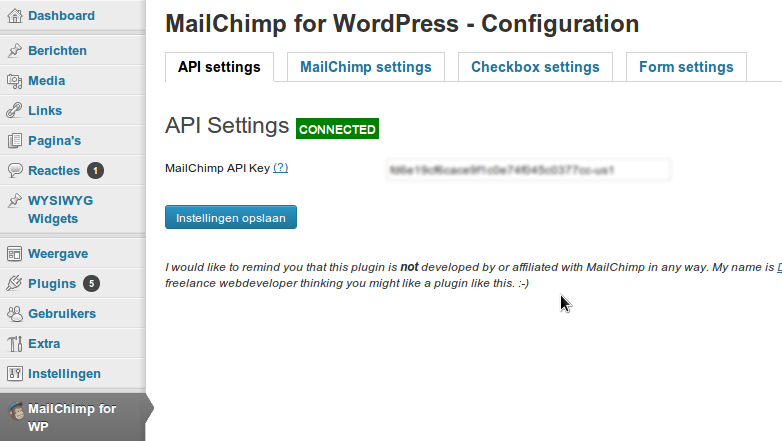 Dashboard
Berichten
Media
Links
Pagina's
Reacties 1
WYSIWYG
Widgets
Weergave
Plugins 5
Gebruikers
Extra
Instellingen
MailChimp for
WP
MailChimp for WordPress - Configuration
API settings MailChimp settings Checkbox settings Form settings
API Settings CONNECTED
MailChimp API Key (?)
Instellingen opslaan
I would like to remind you that this plugin is not developed by or affiliated with MailChimp in any way. My name is
freelance webdeveloper thinking you might like a plugin like this. :-)